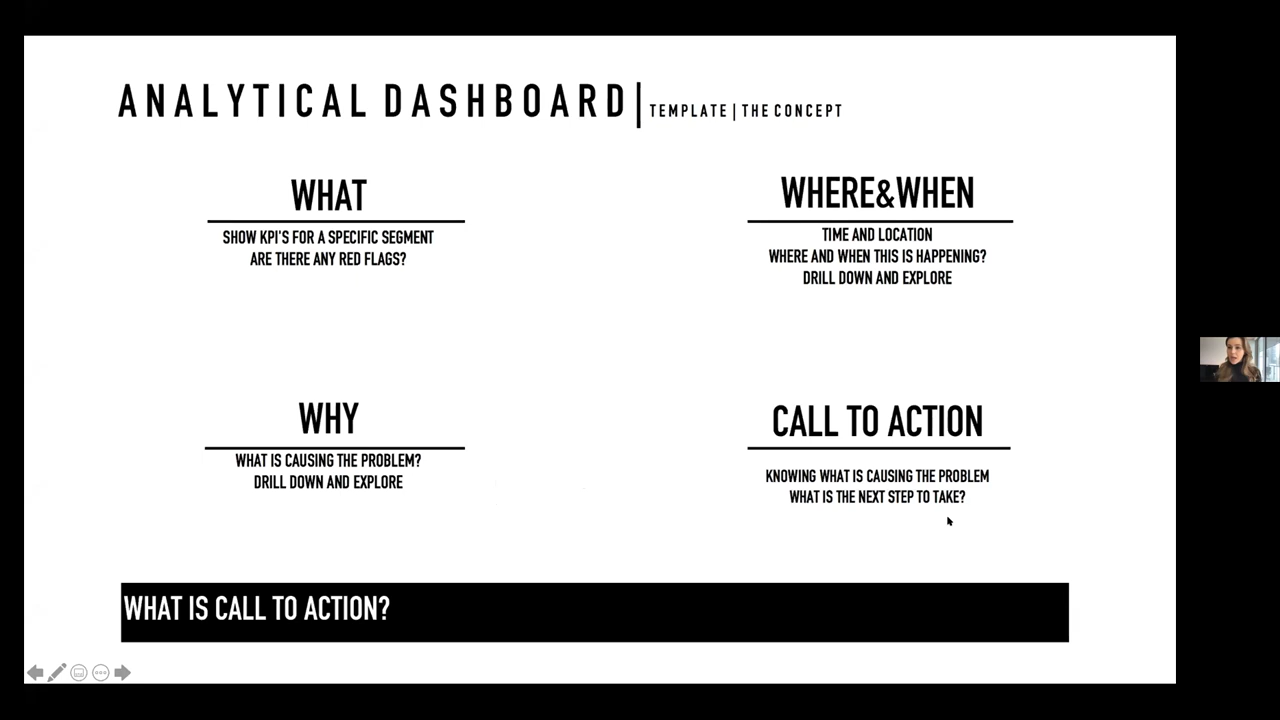 ANALYTICAL DASHBOARD| TEMPLATE | THE CONCEPT
WHAT
SHOW KPI'S FOR A SPECIFIC SEGMENT
ARE THERE ANY RED FLAGS?
WHERE&WHEN
TIME AND LOCATION
WHERE AND WHEN THIS IS HAPPENING?
DRILL DOWN AND EXPLORE
WHY
WHAT IS CAUSING THE PROBLEM?
DRILL DOWN AND EXPLORE
CALL TO ACTION
KNOWING WHAT IS CAUSING THE PROBLEM
WHAT IS THE NEXT STEP TO TAKE?
WHAT IS CALL TO ACTION?